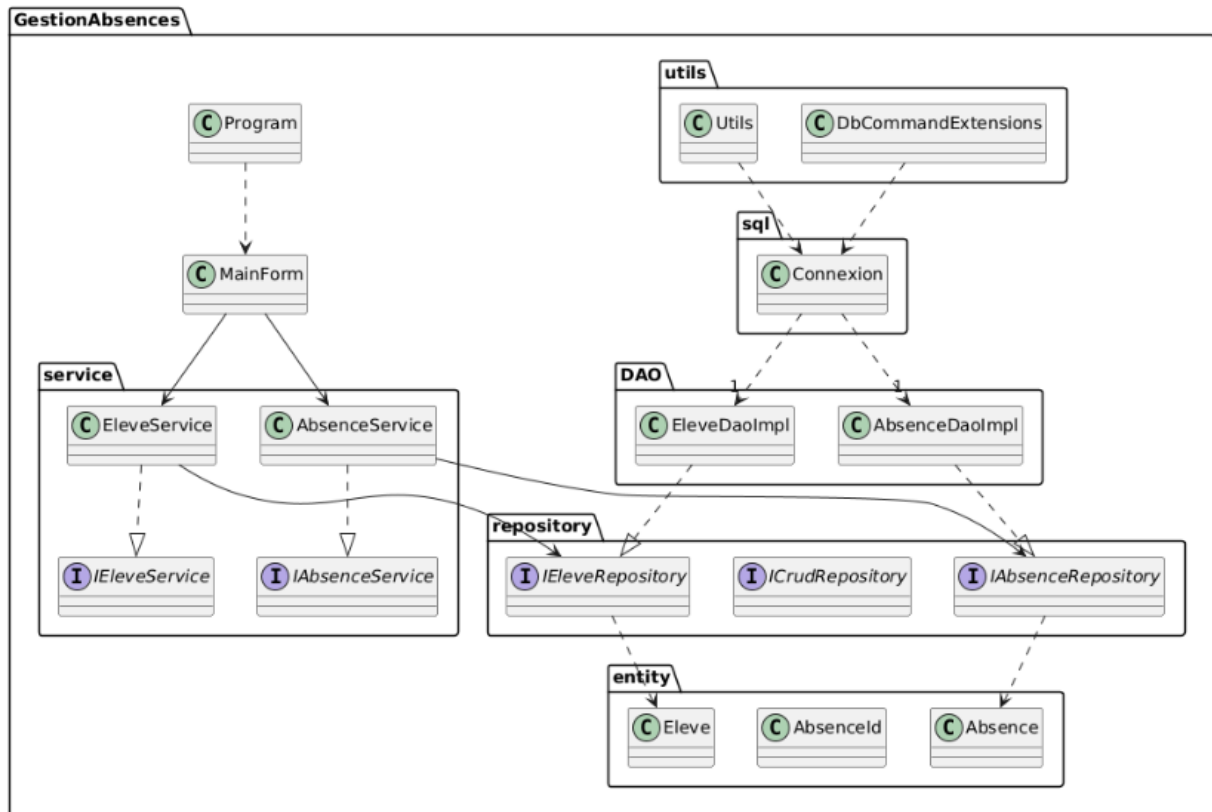 GestionAbsences
utils
C Program
C Utils
C DbCommandExtensions
sql
C MainForm
C Connexion
service
DAO
1
1
C EleveService
C AbsenceService
C EleveDaoImpl
C AbsenceDaoImpl
repository
I IEleveService
I IAbsenceService
I IEleveRepository
I ICrudRepository
I IAbsenceRepository
entity
C Eleve
C AbsenceId
C Absence